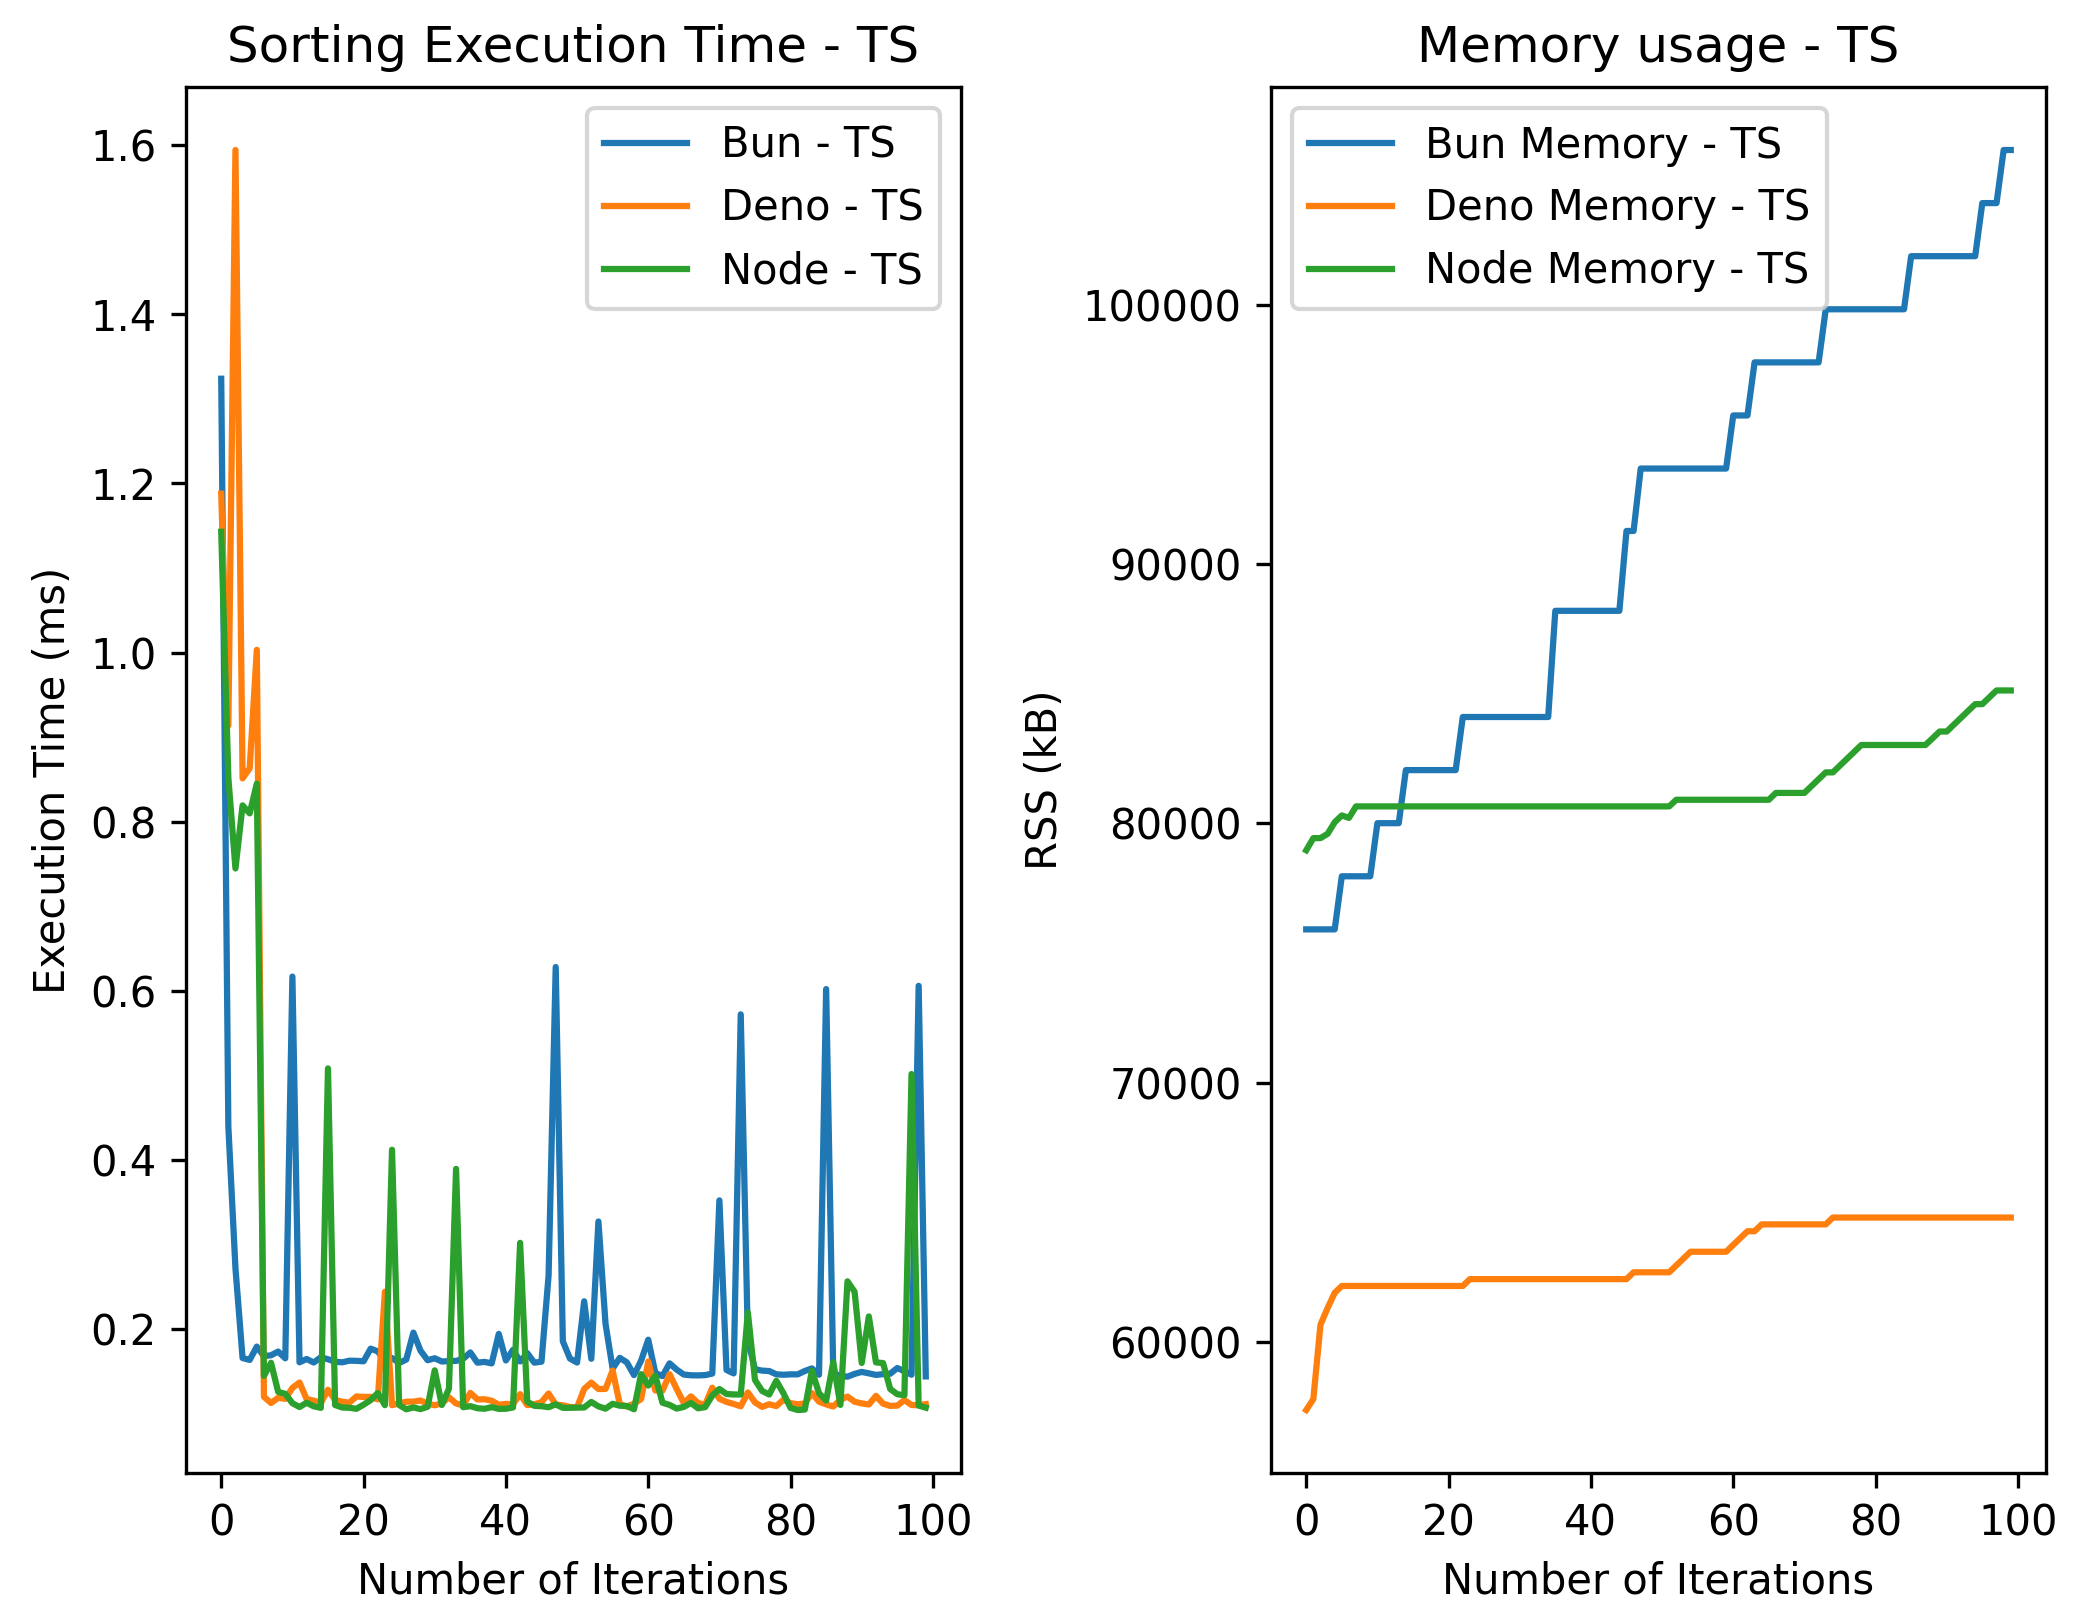 Sorting Execution Time - TS
Bun - TS
Deno - TS
Node - TS
1.6
1.4
1.2
1.0
0.8
0.6
0.4
0.2
Execution Time (ms)
0 20 40 60 80 100
Number of Iterations
Memory usage - TS
Bun Memory - TS
Deno Memory - TS
Node Memory - TS
100000
90000
80000
70000
60000
RSS (kB)
0 20 40 60 80 100
Number of Iterations